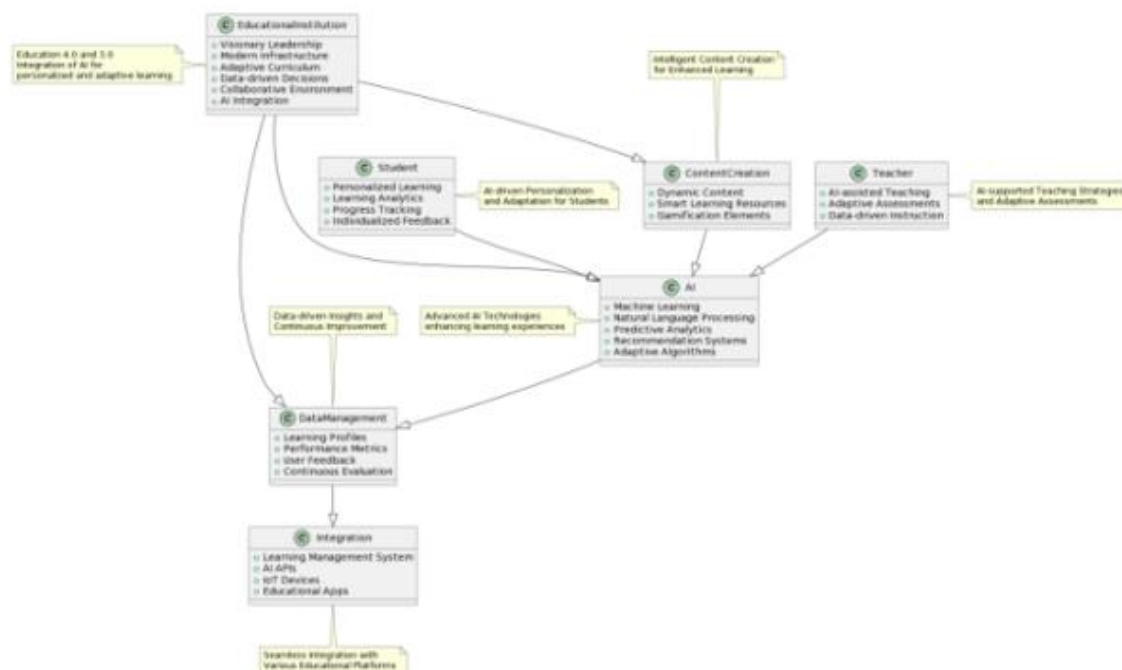 C EducationalInstitution
Visionary Leadership
Modern Infrastructure
Adaptive Curriculum
Data-driven Decisions
Collaborative Environment
AI Integration
Education 4.0 and 5.0
Integration of AI for
personalized and adaptive learning
Intelligent Content Creation
for Enhanced Learning
C Student
Personalized Learning
Learning Analytics
Progress Tracking
Individualized Feedback
AI-driven Personalization
and Adaptation for Students
C ContentCreation
Dynamic Content
Smart Learning Resources
Gamification Elements
C Teacher
AI-assisted Teaching
Adaptive Assessments
Data-driven Instruction
AI-supported Teaching Strategies
and Adaptive Assessments
C AI
Machine Learning
Natural Language Processing
Predictive Analytics
Recommendation Systems
Adaptive Algorithms
Data-driven Insights and
Continuous Improvement
Advanced AI Technologies
enhancing learning experiences
C DataManagement
Learning Profiles
Performance Metrics
User Feedback
Continuous Evaluation
C Integration
Learning Management System
AI APIs
IoT Devices
Educational Apps
Seamless Integration with
Various Educational Platforms